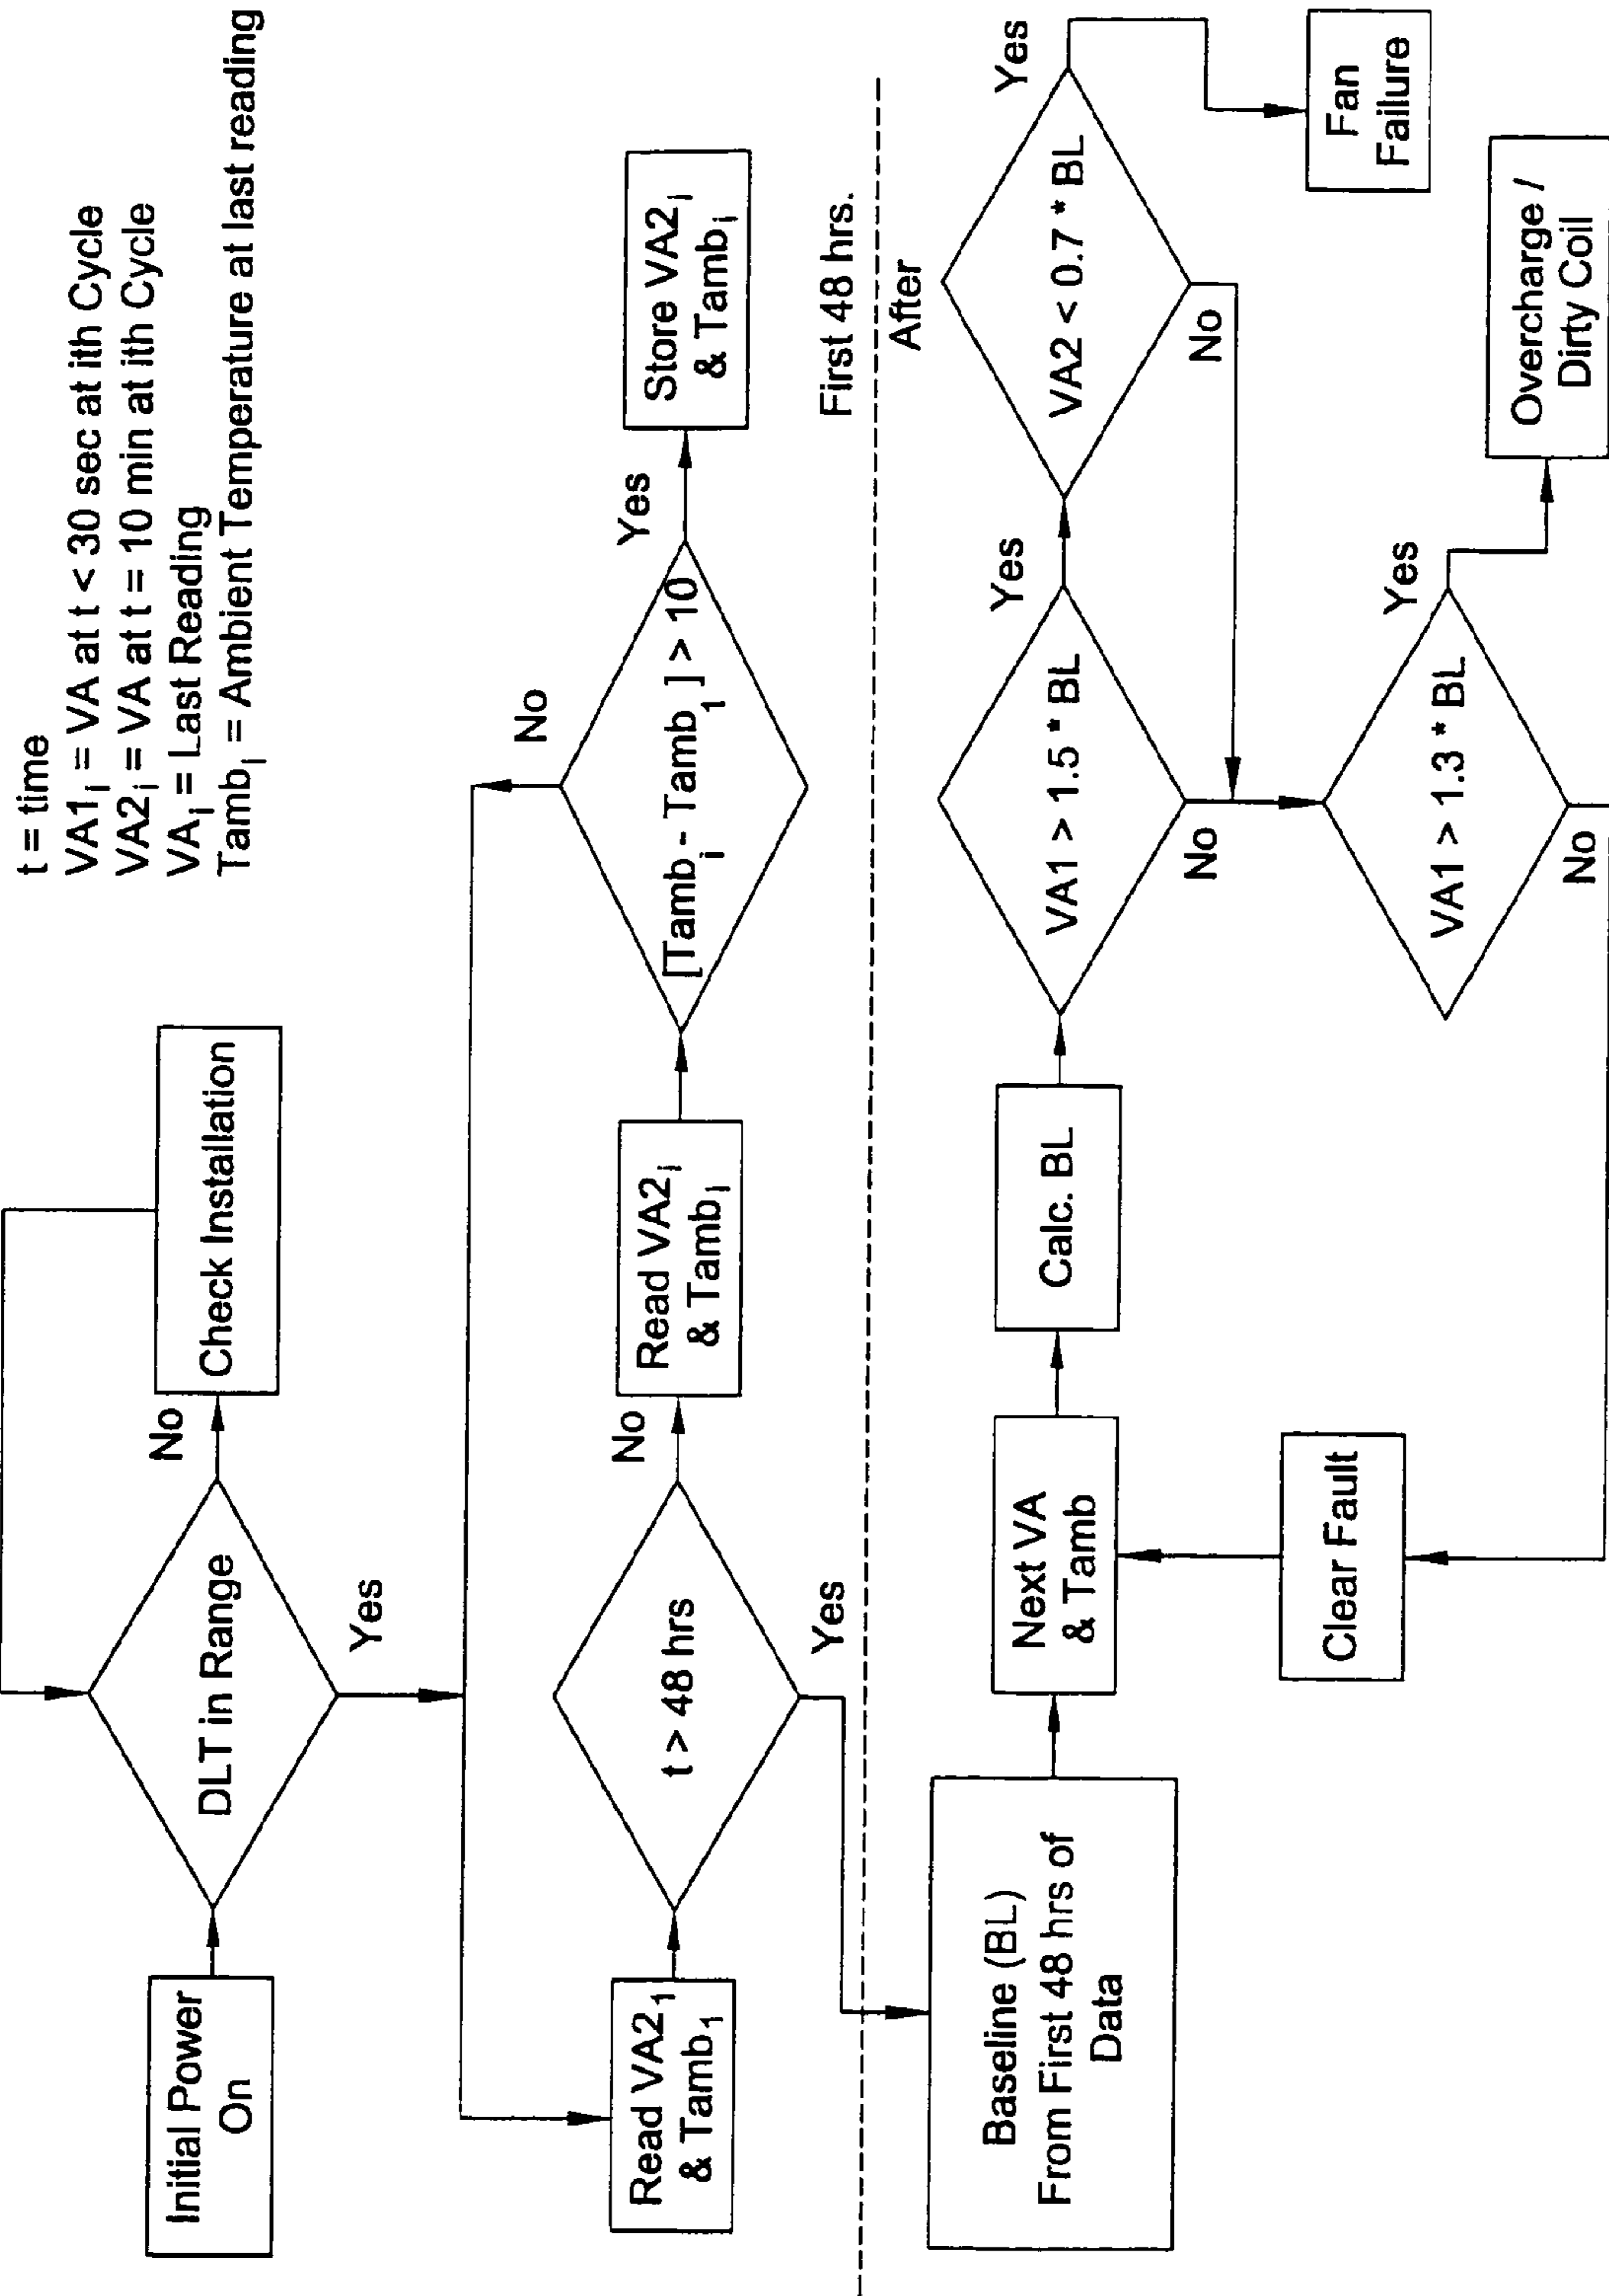 t = time
VA1i = VA at t < 30 sec at ith Cycle
VA2i = VA at t = 10 min at ith Cycle
VAi = Last Reading
Tambi = Ambient Temperature at last reading
Initial Power
On
DLT in Range
No
Check Installation
Yes
Read VA21
& Tamb1
t > 48 hrs
No
Read VA2i
& Tambi
[Tambi - Tamb1 ] > 10
No
Yes
Store VA2i
& Tambi
Yes
First 48 hrs.
After
Baseline (BL)
From First 48 hrs of
Data
Next VA
& Tamb
Calc. BL
VA1 > 1.5 * BL
Yes
No
VA2 < 0.7 * BL
Yes
No
Fan
Failure
Clear Fault
VA1 > 1.3 * BL
Yes
No
Overcharge /
Dirty Coil